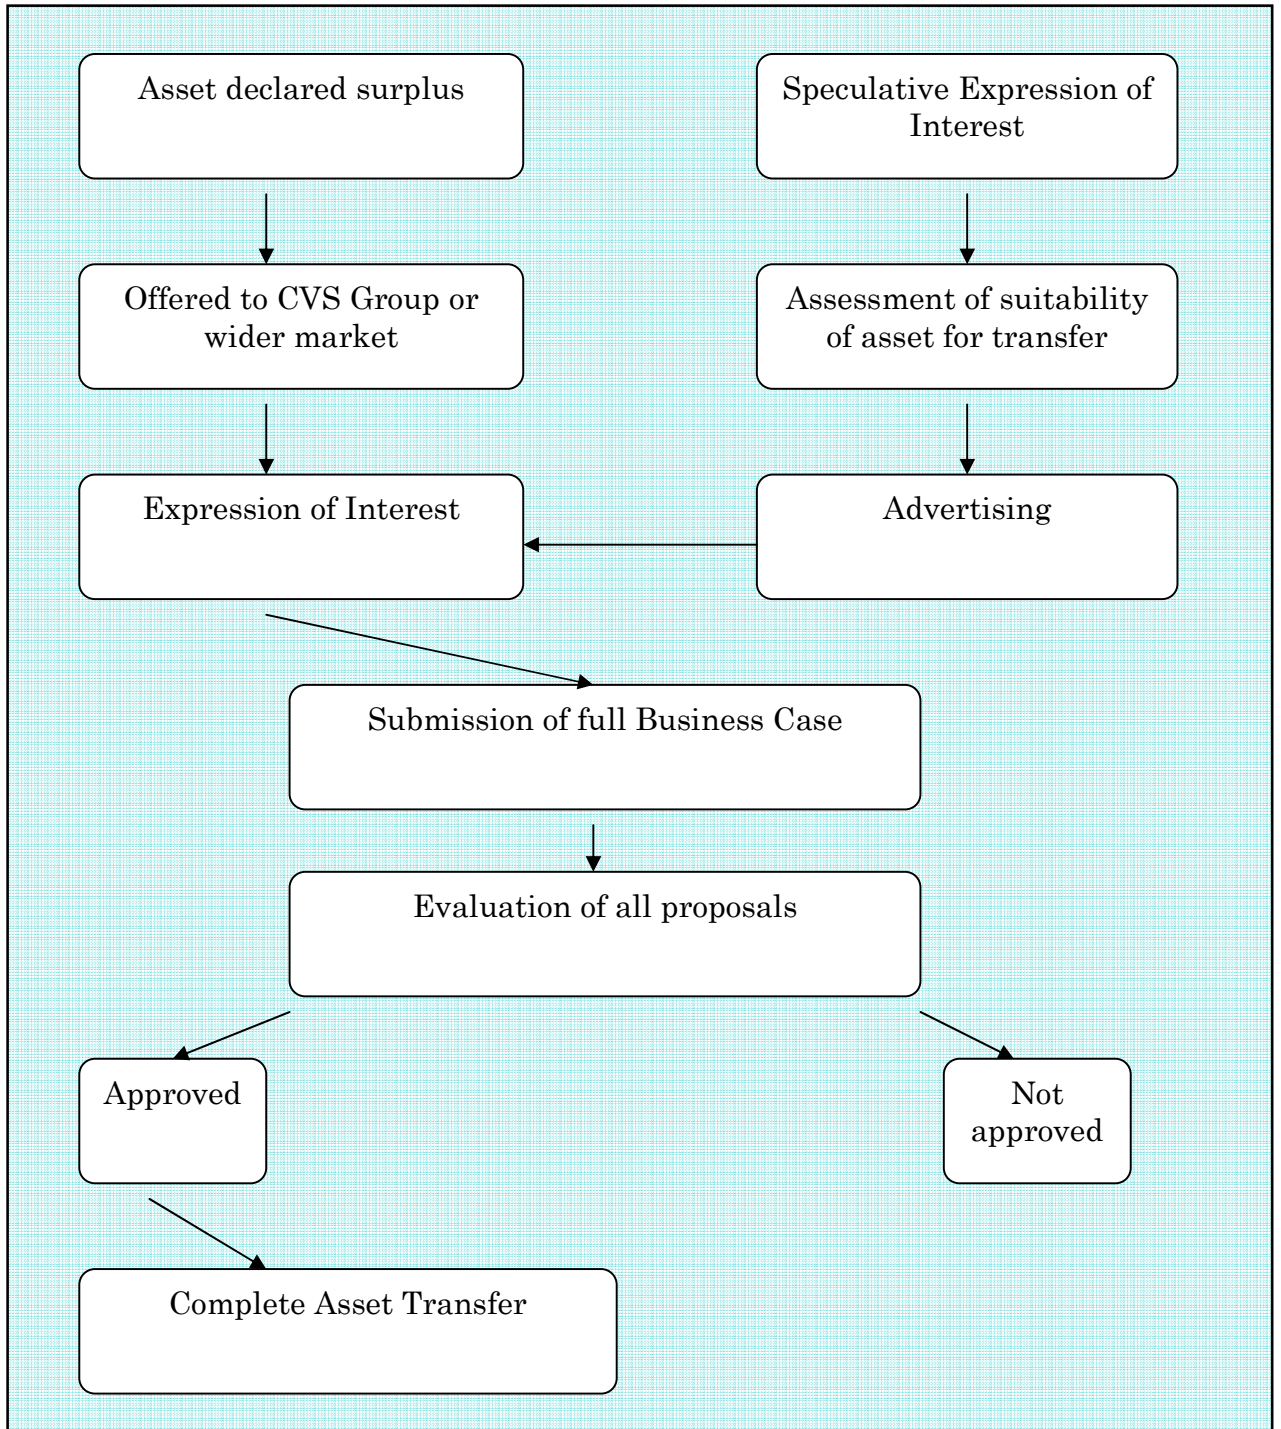 Asset declared surplus
Speculative Expression of
Interest
Offered to CVS Group or
wider market
Assessment of suitability
of asset for transfer
Expression of Interest
Advertising
Submission of full Business Case
Evaluation of all proposals
Approved
Not
approved
Complete Asset Transfer